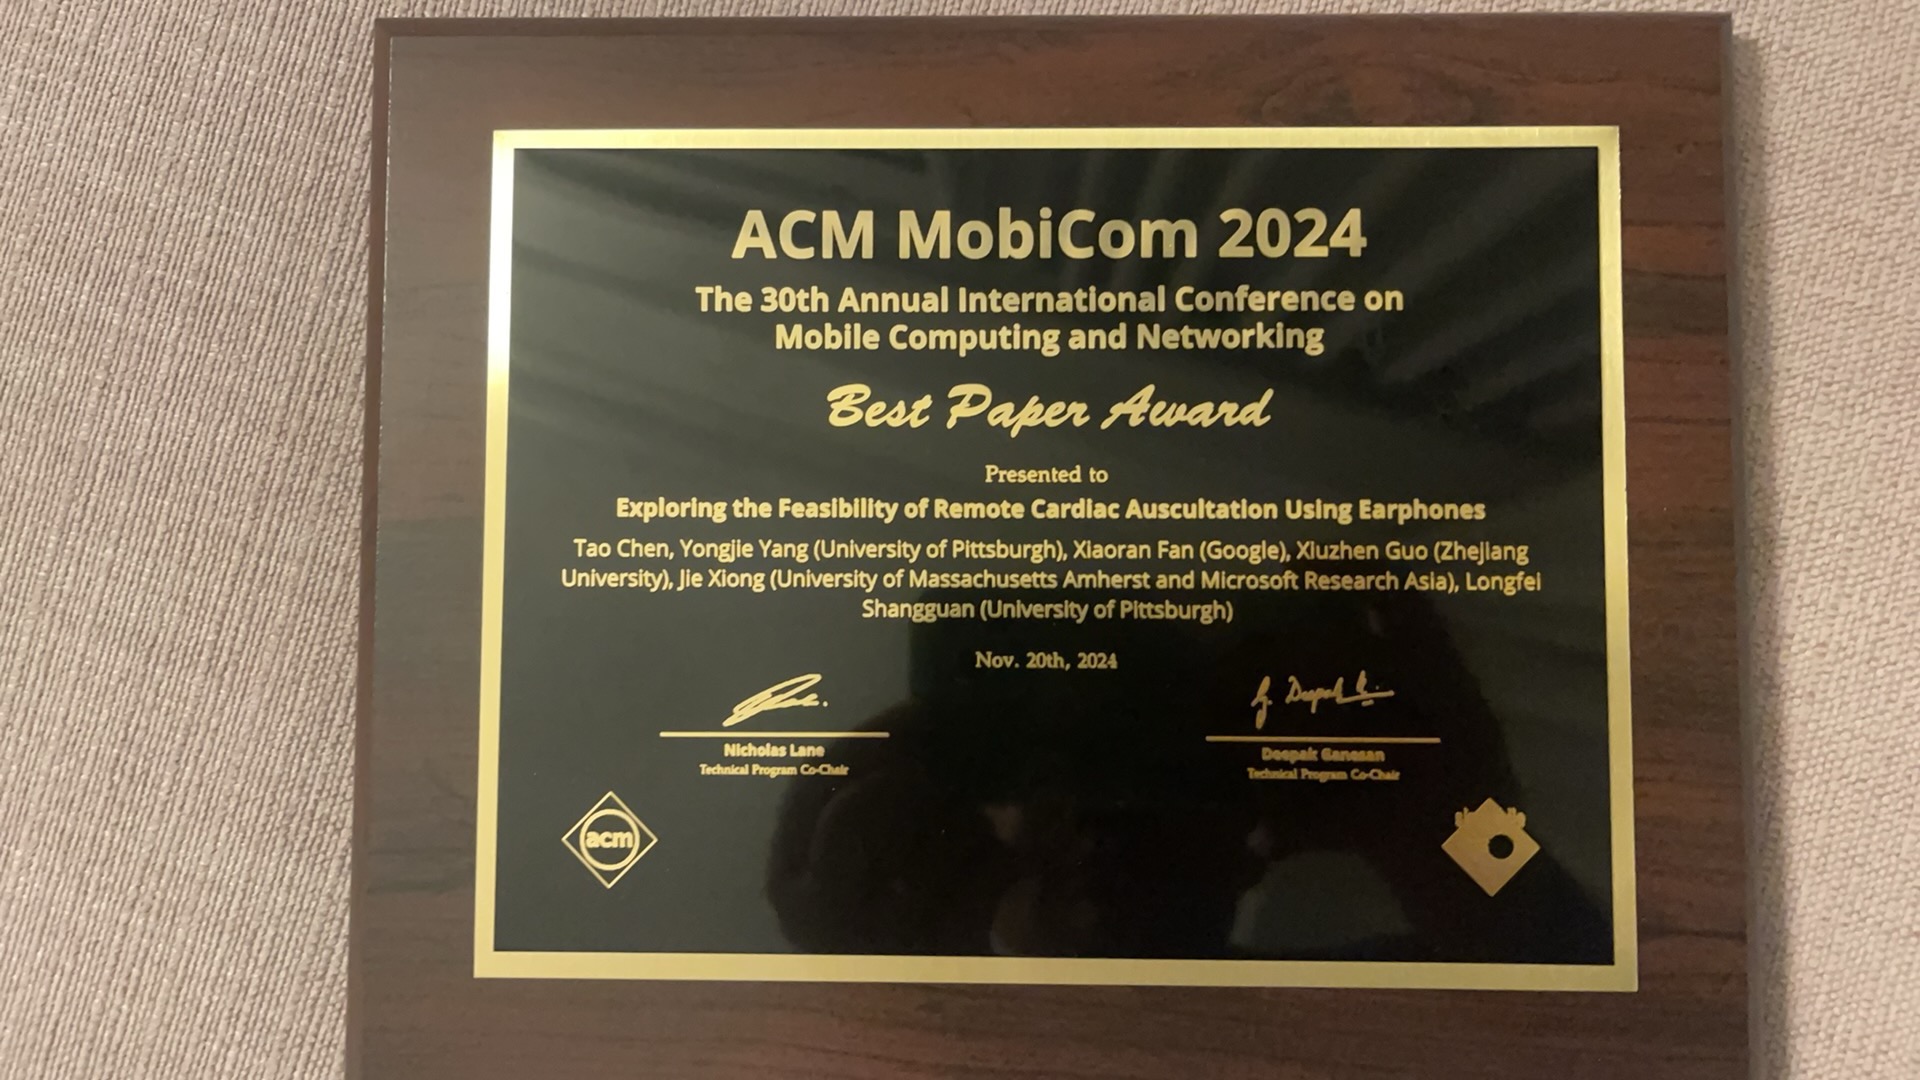 ACM MobiCom 2024
The 30th Annual International Conference on
Mobile Computing and Networking
Best Paper Award
Presented to
Exploring the Feasibility of Remote Cardiac Auscultation Using Earphones
Tao Chen, Yongjie Yang (University of Pittsburgh), Xiaoran Fan (Google), Xiuzhen Guo (Zhejiang
University), Jie Xiong (University of Massachusetts Amherst and Microsoft Research Asia), Longfei
Shangguan (University of Pittsburgh)
Nov. 20th, 2024
Nicholas Lane
Technical Program Co-Chair
Deepak Ganesan
Technical Program Co-Chair
acm